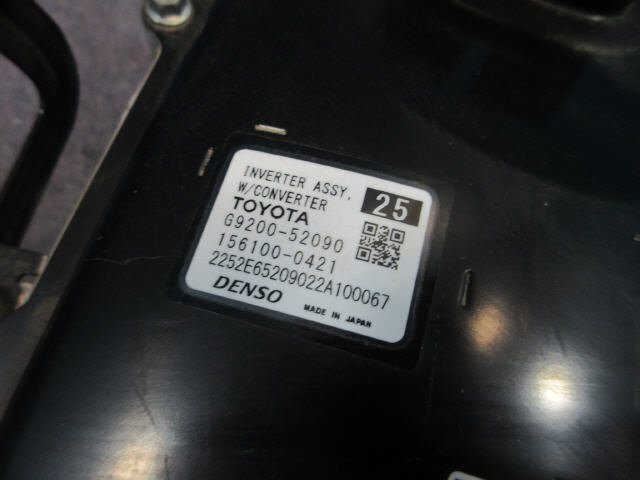 INVERTER ASSY,
W/CONVERTER
25
TOYOTA
G9200-52090
156100-0421
2252E65209022A100067
DENSO
MADE IN JAPAN